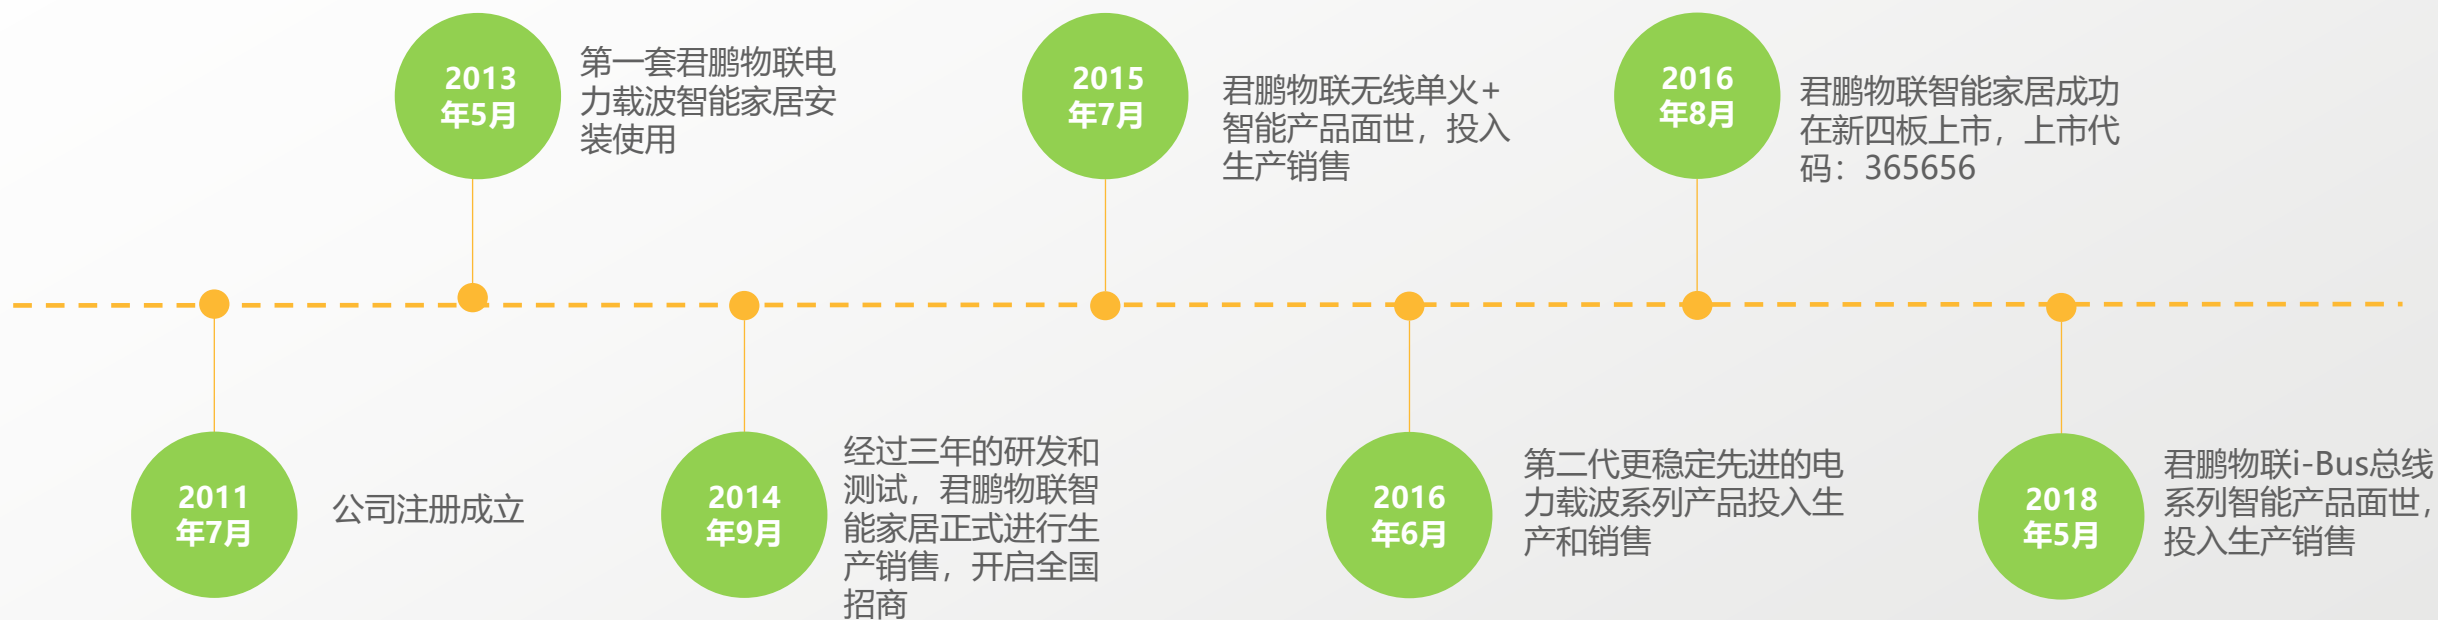 2013
年5月
第一套君鹏物联电
力载波智能家居安
装使用
2015
年7月
君鹏物联无线单火+
智能产品面世，投入
生产销售
2016
年8月
君鹏物联智能家居成功
在新四板上市，上市代
码：365656
2011
年7月
公司注册成立
2014
年9月
经过三年的研发和
测试，君鹏物联智
能家居正式进行生
产销售，开启全国
招商
2016
年6月
第二代更稳定先进的电
力载波系列产品投入生
产和销售
2018
年5月
君鹏物联i-Bus总线
系列智能产品面世，
投入生产销售